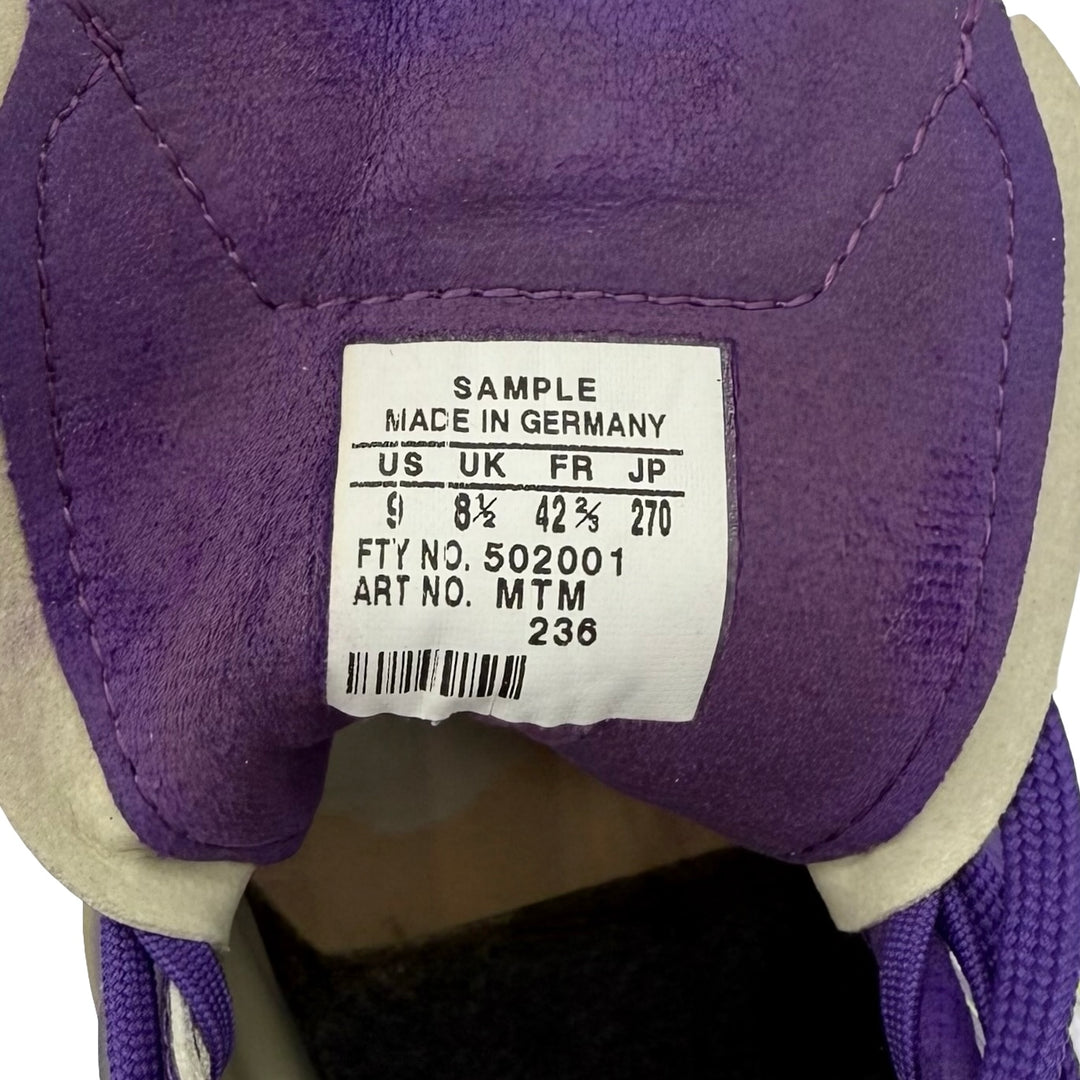 SAMPLE
MADE IN GERMANY
US UK FR JP
9 8½ 42⅔ 270
FTY NO. 502001
ART NO. MTM
236